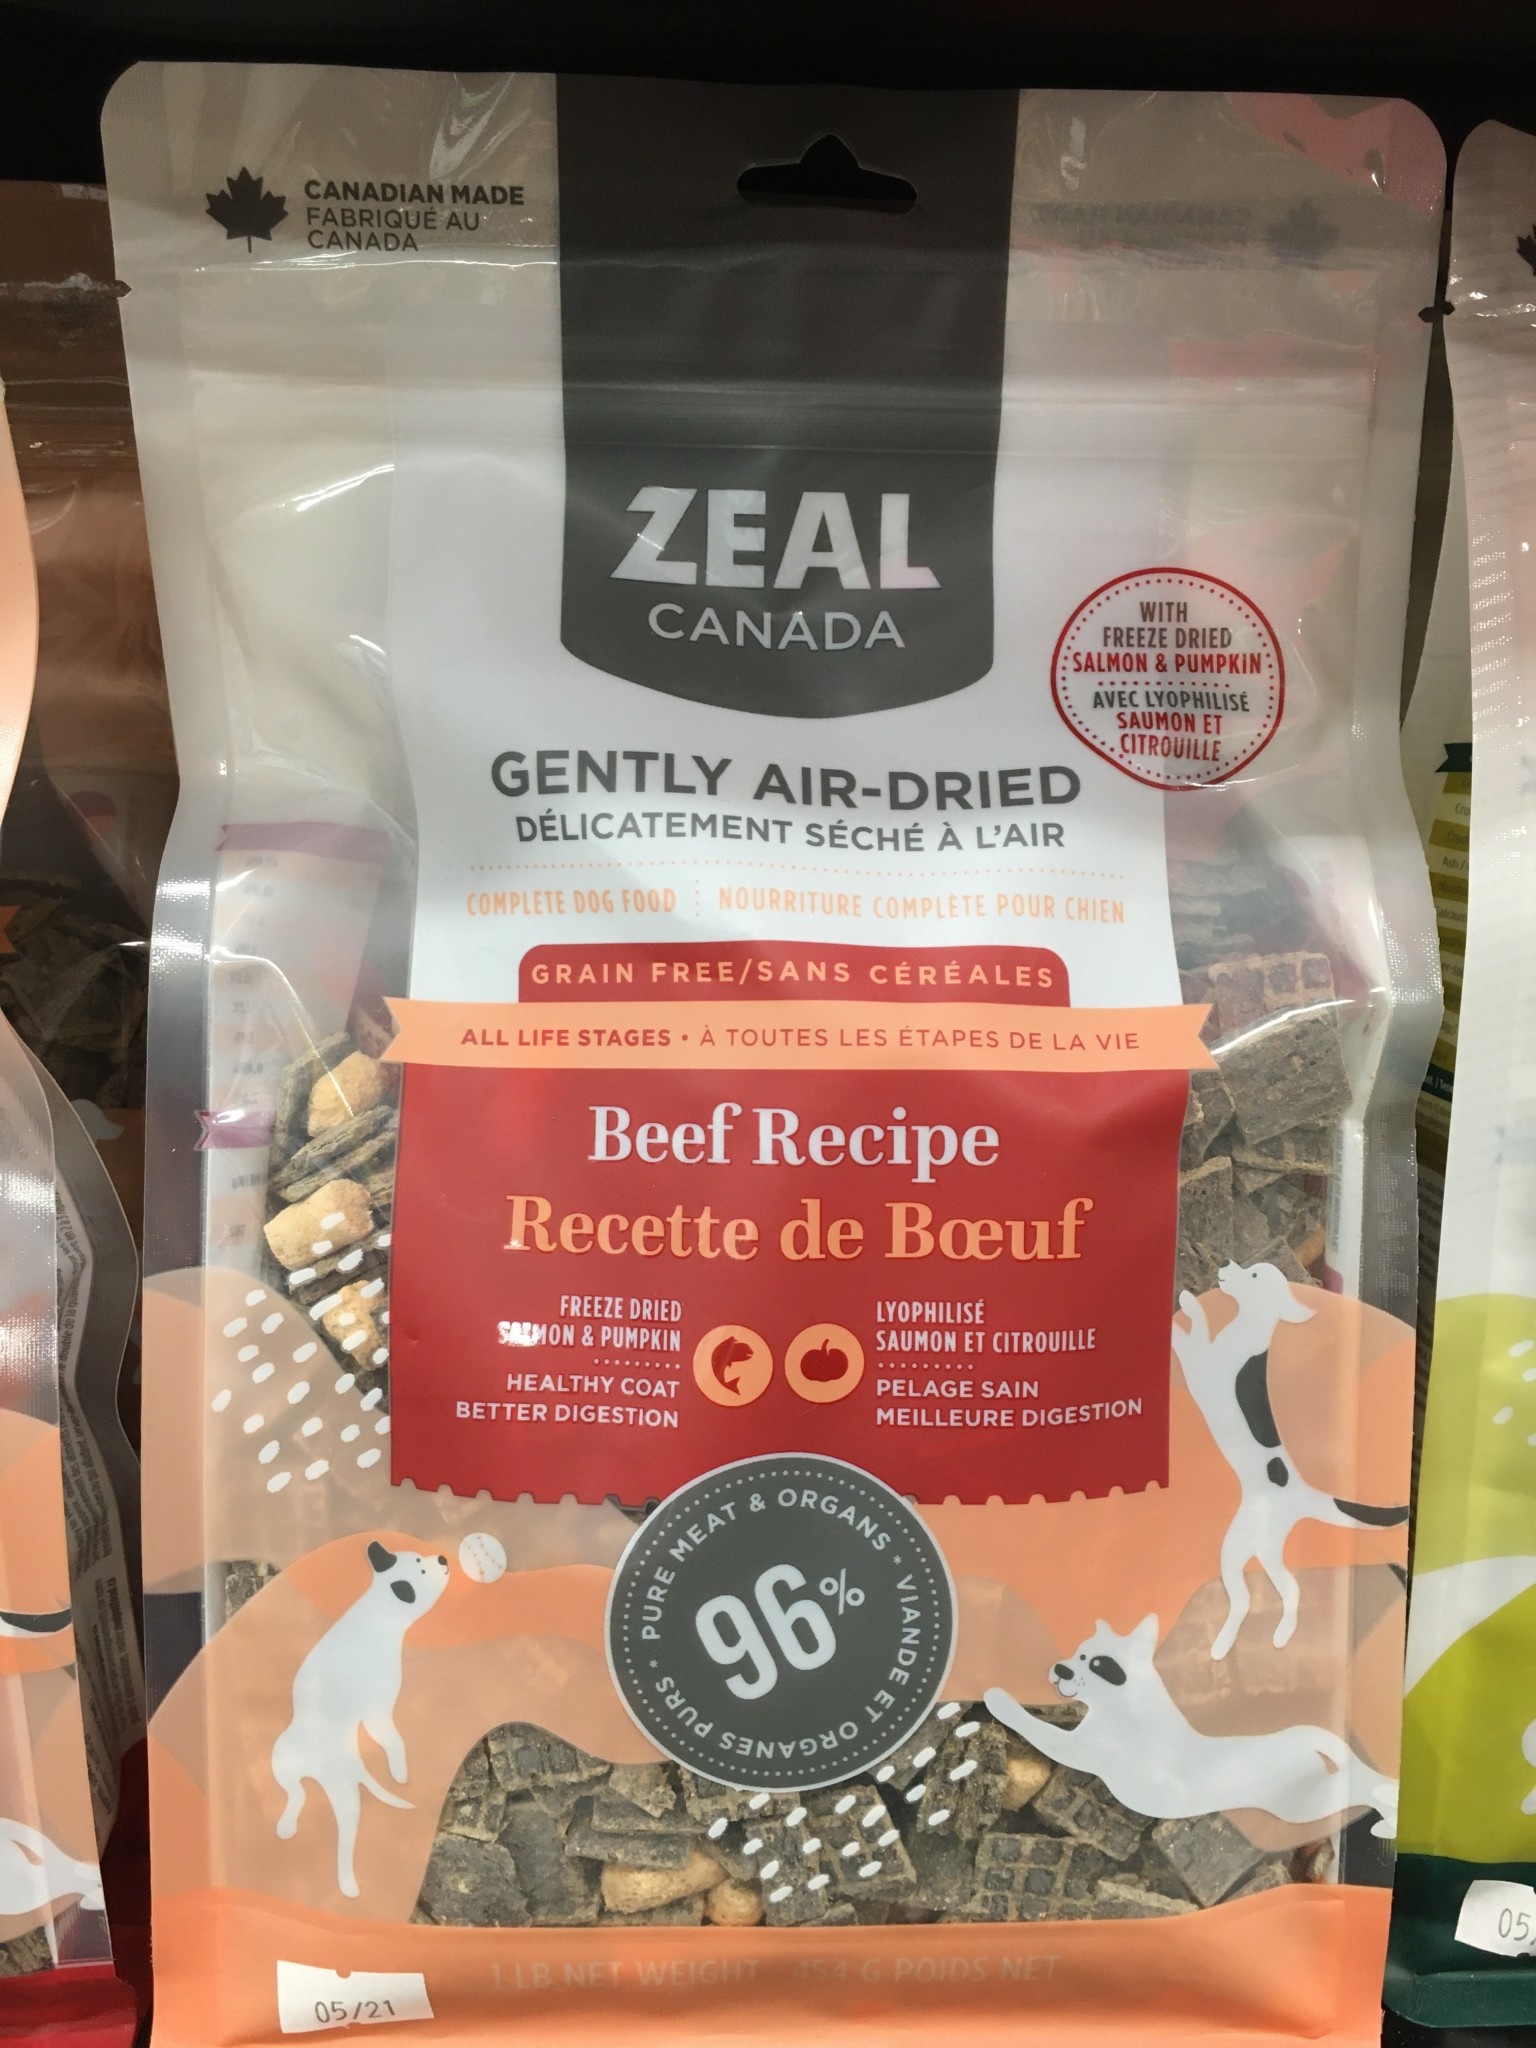 CANADIAN MADE
FABRIQUÉ AU
CANADA
ZEAL
CANADA
WITH
FREEZE DRIED
SALMON & PUMPKIN
AVEC LYOPHILISÉ
SAUMON ET
CITROUILLE
GENTLY AIR-DRIED
DÉLICATEMENT SÉCHÉ À L'AIR
COMPLETE DOG FOOD
NOURRITURE COMPLÈTE POUR CHIEN
GRAIN FREE/SANS CÉRÉALES
ALL LIFE STAGES • À TOUTES LES ÉTAPES DE LA VIE
Beef Recipe
Recette de Bœuf
FREEZE DRIED
SALMON & PUMPKIN
HEALTHY COAT
BETTER DIGESTION
LYOPHILISÉ
SAUMON ET CITROUILLE
PELAGE SAIN
MEILLEURE DIGESTION
PURE MEAT & ORGANS * VIANDE ET ORGANES PURS *
96%
1 LB NET WEIGHT 454 G POIDS NET
05/21
05/